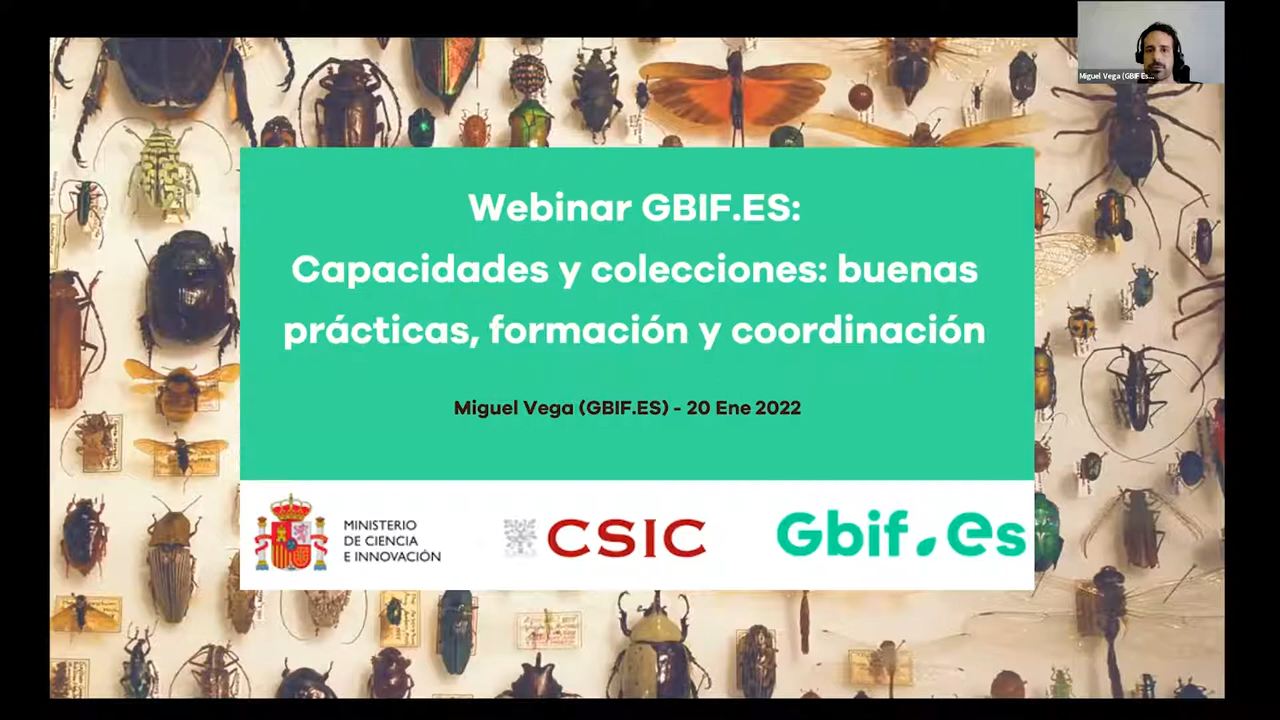 Miguel Vega (GBIF Es...
Webinar GBIF.ES:
Capacidades y colecciones: buenas
prácticas, formación y coordinación
Miguel Vega (GBIF.ES) - 20 Ene 2022
MINISTERIO
DE CIENCIA
E INNOVACIÓN
CSIC
Gbif.es